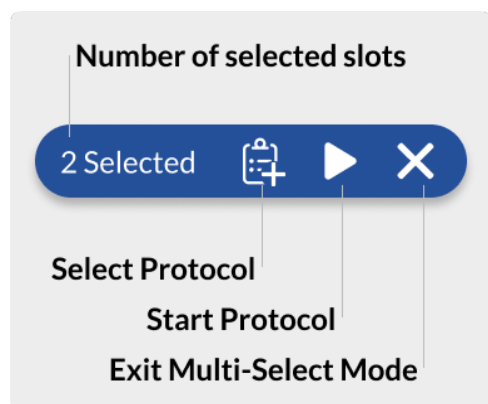 Number of selected slots
2 Selected
Select Protocol
Start Protocol
Exit Multi-Select Mode